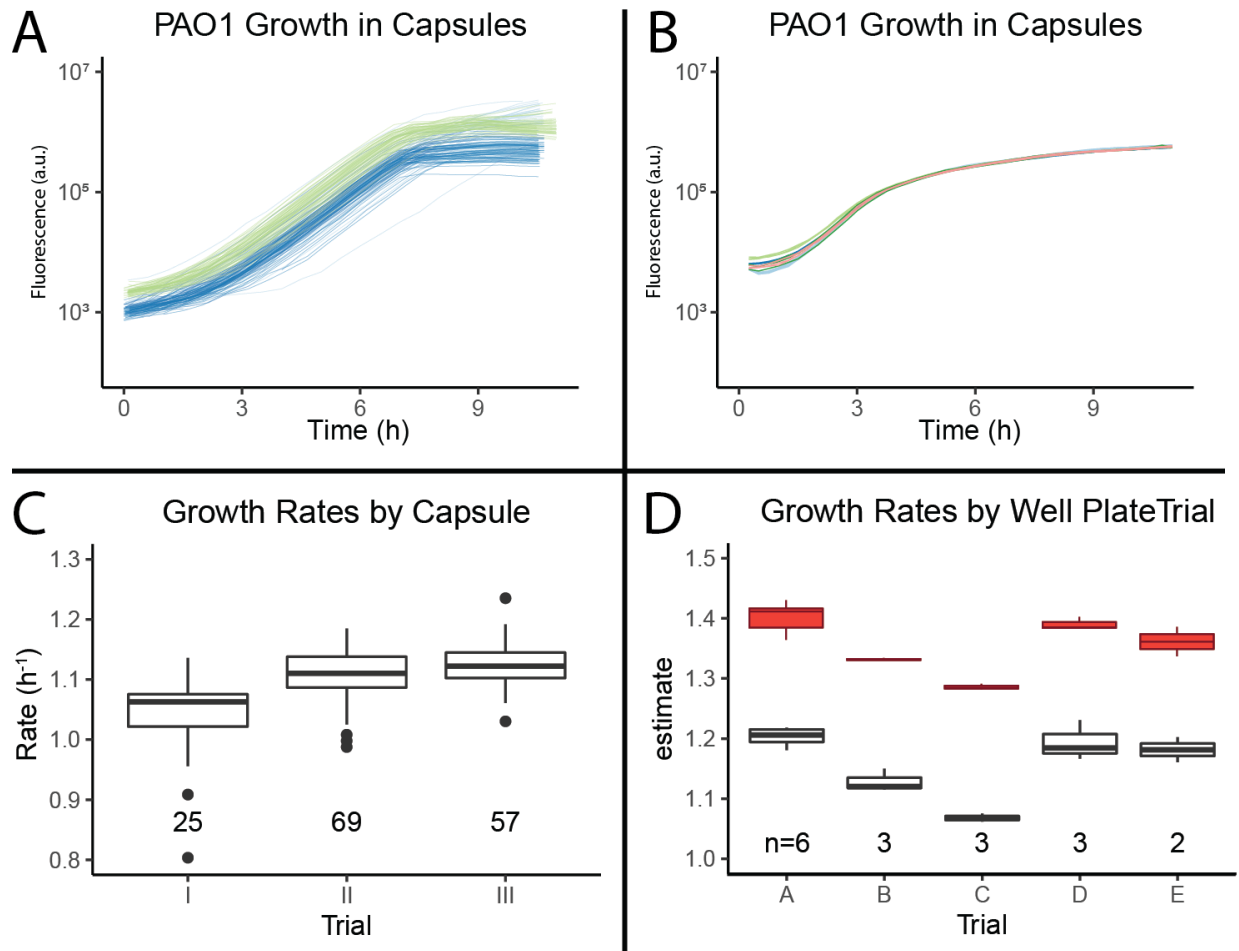 A
PAO1 Growth in Capsules
10⁷
10⁵
10³
Fluorescence (a.u.)
0 3 6 9
Time (h)
B
PAO1 Growth in Capsules
10⁷
10⁵
10³
Fluorescence (a.u.)
0 3 6 9
Time (h)
C
Growth Rates by Capsule
1.3
1.2
1.1
1.0
0.9
0.8
Rate (h⁻¹)
25 69 57
I II III
Trial
D
Growth Rates by Well PlateTrial
1.5
1.4
1.3
1.2
1.1
1.0
estimate
n=6 3 3 3 2
A B C D E
Trial